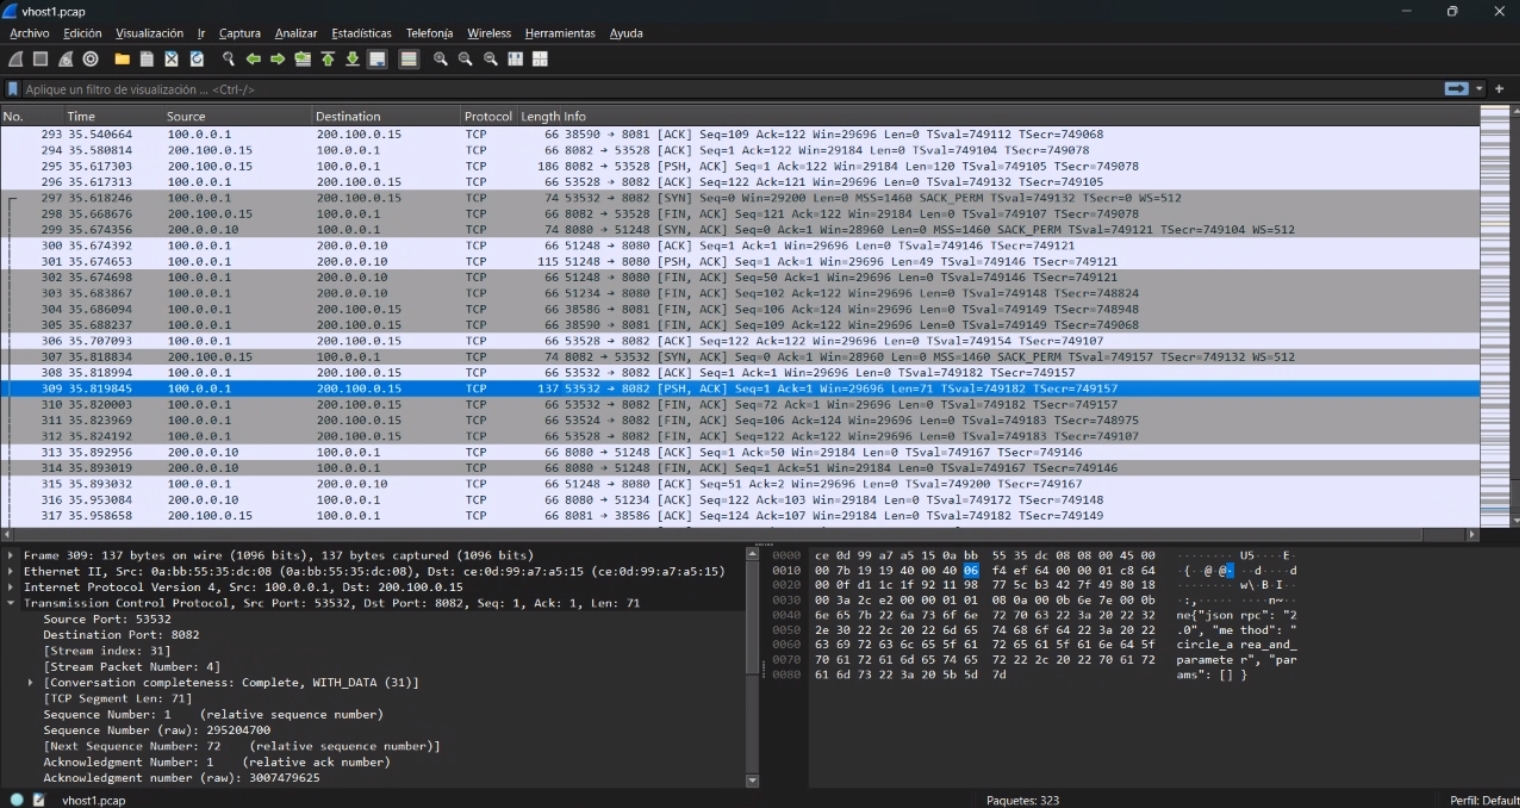 vhost1.pcap
Archivo Edición Visualización Ir Captura Analizar Estadísticas Telefonía Wireless Herramientas Ayuda
Aplique un filtro de visualización ... <Ctrl-/>
No. Time Source Destination Protocol Length Info
293 35.540664 100.0.0.1 200.100.0.15 TCP 66 38590 → 8081 [ACK] Seq=109 Ack=122 Win=29696 Len=0 TSval=749112 TSecr=749068
294 35.580814 200.100.0.15 100.0.0.1 TCP 66 8082 → 53528 [ACK] Seq=1 Ack=122 Win=29184 Len=0 TSval=749104 TSecr=749078
295 35.617303 200.100.0.15 100.0.0.1 TCP 186 8082 → 53528 [PSH, ACK] Seq=1 Ack=122 Win=29184 Len=120 TSval=749105 TSecr=749078
296 35.617313 100.0.0.1 200.100.0.15 TCP 66 53528 → 8082 [ACK] Seq=122 Ack=121 Win=29696 Len=0 TSval=749132 TSecr=749105
297 35.618246 100.0.0.1 200.100.0.15 TCP 74 53532 → 8082 [SYN] Seq=0 Win=29200 Len=0 MSS=1460 SACK_PERM TSval=749132 TSecr=0 WS=512
298 35.668676 200.100.0.15 100.0.0.1 TCP 66 8082 → 53528 [FIN, ACK] Seq=121 Ack=122 Win=29184 Len=0 TSval=749107 TSecr=749078
299 35.674356 200.0.0.10 100.0.0.1 TCP 74 8080 → 51248 [SYN, ACK] Seq=0 Ack=1 Win=28960 Len=0 MSS=1460 SACK_PERM TSval=749121 TSecr=749104 WS=512
300 35.674392 100.0.0.1 200.0.0.10 TCP 66 51248 → 8080 [ACK] Seq=1 Ack=1 Win=29696 Len=0 TSval=749146 TSecr=749121
301 35.674653 100.0.0.1 200.0.0.10 TCP 115 51248 → 8080 [PSH, ACK] Seq=1 Ack=1 Win=29696 Len=49 TSval=749146 TSecr=749121
302 35.674698 100.0.0.1 200.0.0.10 TCP 66 51248 → 8080 [FIN, ACK] Seq=50 Ack=1 Win=29696 Len=0 TSval=749146 TSecr=749121
303 35.683867 100.0.0.1 200.0.0.10 TCP 66 51234 → 8080 [FIN, ACK] Seq=102 Ack=122 Win=29696 Len=0 TSval=749148 TSecr=748824
304 35.686094 100.0.0.1 200.100.0.15 TCP 66 38586 → 8081 [FIN, ACK] Seq=106 Ack=124 Win=29696 Len=0 TSval=749149 TSecr=748948
305 35.688237 100.0.0.1 200.100.0.15 TCP 66 38590 → 8081 [FIN, ACK] Seq=109 Ack=122 Win=29696 Len=0 TSval=749149 TSecr=749068
306 35.707093 100.0.0.1 200.100.0.15 TCP 66 53528 → 8082 [ACK] Seq=122 Ack=122 Win=29696 Len=0 TSval=749154 TSecr=749107
307 35.818834 200.100.0.15 100.0.0.1 TCP 74 8082 → 53532 [SYN, ACK] Seq=0 Ack=1 Win=28960 Len=0 MSS=1460 SACK_PERM TSval=749157 TSecr=749132 WS=512
308 35.818994 100.0.0.1 200.100.0.15 TCP 66 53532 → 8082 [ACK] Seq=1 Ack=1 Win=29696 Len=0 TSval=749182 TSecr=749157
309 35.819845 100.0.0.1 200.100.0.15 TCP 137 53532 → 8082 [PSH, ACK] Seq=1 Ack=1 Win=29696 Len=71 TSval=749182 TSecr=749157
310 35.820003 100.0.0.1 200.100.0.15 TCP 66 53532 → 8082 [FIN, ACK] Seq=72 Ack=1 Win=29696 Len=0 TSval=749182 TSecr=749157
311 35.823969 100.0.0.1 200.100.0.15 TCP 66 53524 → 8082 [FIN, ACK] Seq=106 Ack=124 Win=29696 Len=0 TSval=749183 TSecr=748975
312 35.824192 100.0.0.1 200.100.0.15 TCP 66 53528 → 8082 [FIN, ACK] Seq=122 Ack=122 Win=29696 Len=0 TSval=749183 TSecr=749107
313 35.892956 200.0.0.10 100.0.0.1 TCP 66 8080 → 51248 [ACK] Seq=1 Ack=50 Win=29184 Len=0 TSval=749167 TSecr=749146
314 35.893019 200.0.0.10 100.0.0.1 TCP 66 8080 → 51248 [FIN, ACK] Seq=1 Ack=51 Win=29184 Len=0 TSval=749167 TSecr=749146
315 35.893032 100.0.0.1 200.0.0.10 TCP 66 51248 → 8080 [ACK] Seq=51 Ack=2 Win=29696 Len=0 TSval=749200 TSecr=749167
316 35.953084 200.0.0.10 100.0.0.1 TCP 66 8080 → 51234 [ACK] Seq=122 Ack=103 Win=29184 Len=0 TSval=749172 TSecr=749148
317 35.958658 200.100.0.15 100.0.0.1 TCP 66 8081 → 38586 [ACK] Seq=124 Ack=107 Win=29184 Len=0 TSval=749182 TSecr=749149
Frame 309: 137 bytes on wire (1096 bits), 137 bytes captured (1096 bits)
Ethernet II, Src: 0a:bb:55:35:dc:08 (0a:bb:55:35:dc:08), Dst: ce:0d:99:a7:a5:15 (ce:0d:99:a7:a5:15)
Internet Protocol Version 4, Src: 100.0.0.1, Dst: 200.100.0.15
Transmission Control Protocol, Src Port: 53532, Dst Port: 8082, Seq: 1, Ack: 1, Len: 71
Source Port: 53532
Destination Port: 8082
[Stream index: 31]
[Stream Packet Number: 4]
[Conversation completeness: Complete, WITH_DATA (31)]
[TCP Segment Len: 71]
Sequence Number: 1 (relative sequence number)
Sequence Number (raw): 295204700
[Next Sequence Number: 72 (relative sequence number)]
Acknowledgment Number: 1 (relative ack number)
Acknowledgment number (raw): 3007479625
0000 ce 0d 99 a7 a5 15 0a bb 55 35 dc 08 08 00 45 00 ········ U5····E·
0010 00 7b 19 19 40 00 40 06 f4 ef 64 00 00 01 c8 64 ·{··@·@· ··d····d
0020 00 0f d1 1c 1f 92 11 98 77 5c b3 42 7f 49 80 18 ········ w\·B·I··
0030 00 3a 2c e2 00 00 01 01 08 0a 00 0b 6e 7e 00 0b ·:,····· ····n~··
0040 6e 65 7b 22 6a 73 6f 6e 72 70 63 22 3a 20 22 32 ne{"json rpc": "2
0050 2e 30 22 2c 20 22 6d 65 74 68 6f 64 22 3a 20 22 .0", "me thod": "
0060 63 69 72 63 6c 65 5f 61 72 65 61 5f 61 6e 64 5f circle_a rea_and_
0070 70 61 72 61 6d 65 74 65 72 22 2c 20 22 70 61 72 paramete r", "par
0080 61 6d 73 22 3a 20 5b 5d 7d ams": [] }
vhost1.pcap Paquetes: 323 Perfil: Default